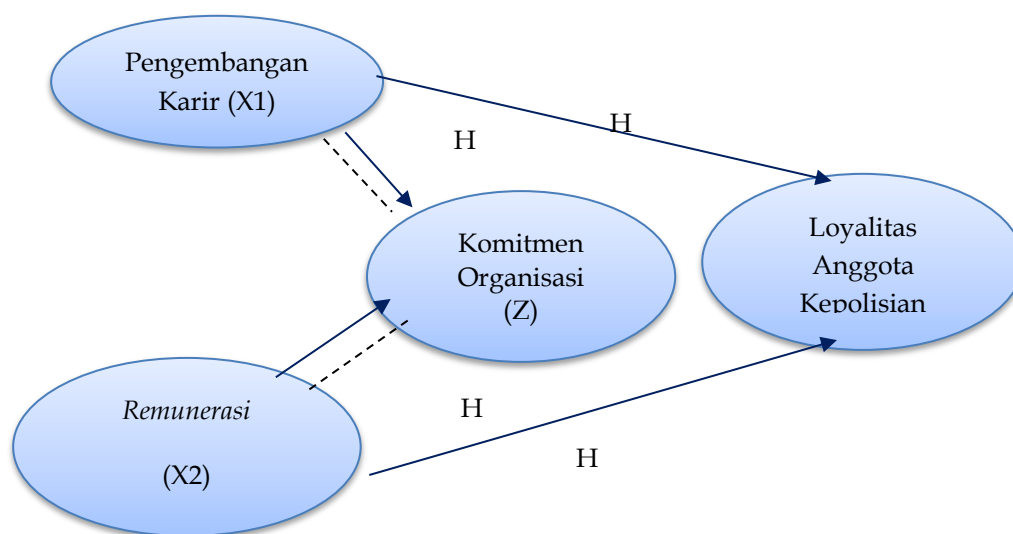 Pengembangan
Karir (X1)
H
H
Komitmen
Organisasi
(Z)
Loyalitas
Anggota
Kepolisian
Remunerasi
(X2)
H
H